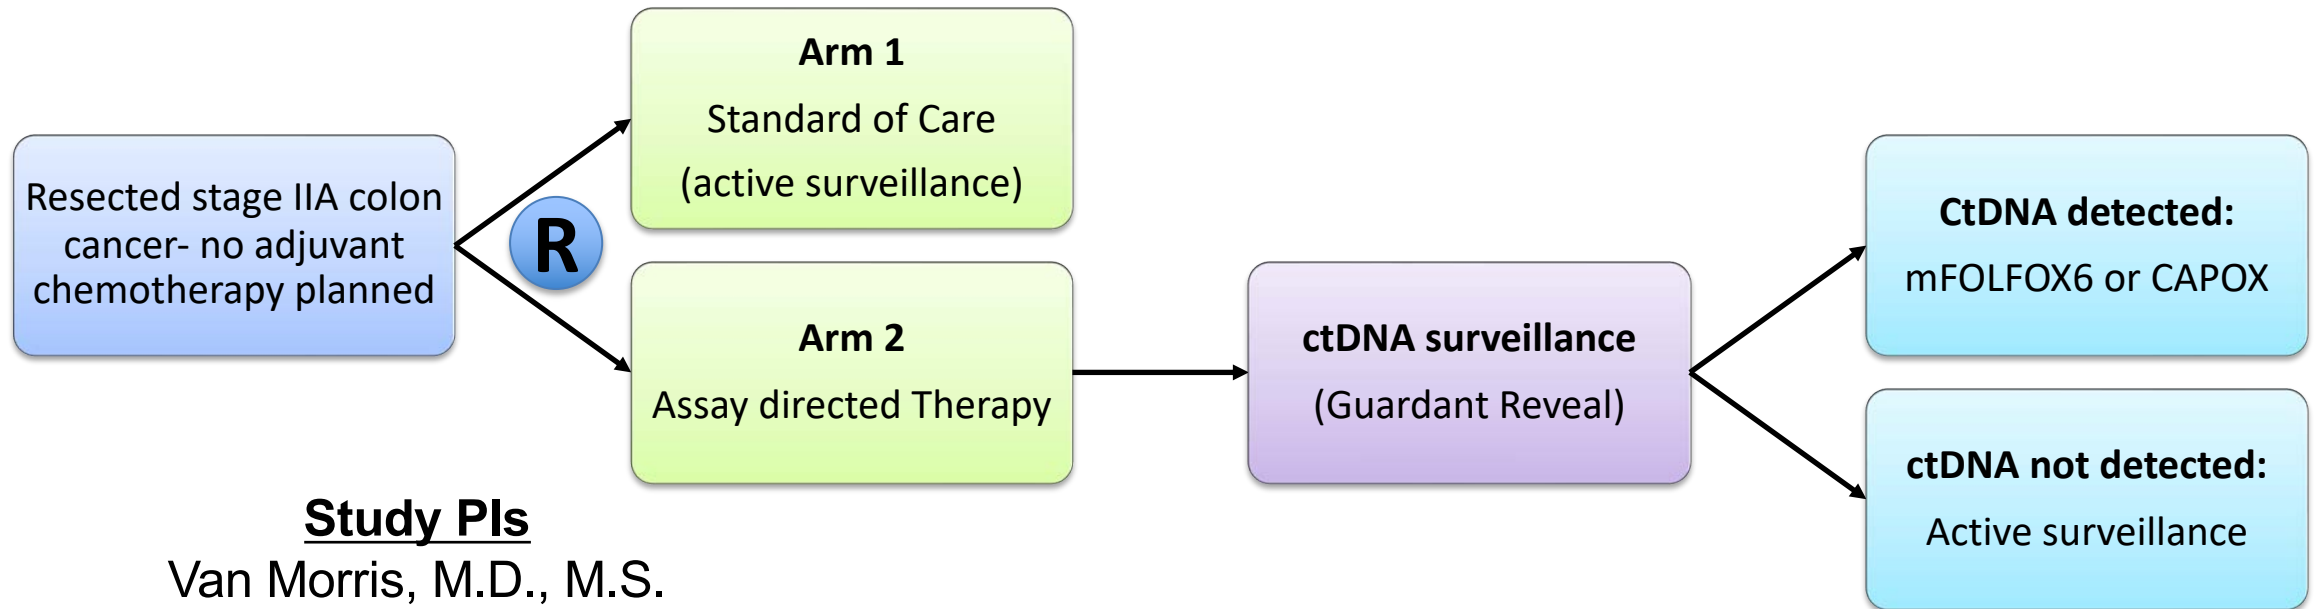 Resected stage IIA colon
cancer- no adjuvant
chemotherapy planned
R
Arm 1
Standard of Care
(active surveillance)
Arm 2
Assay directed Therapy
ctDNA surveillance
(Guardant Reveal)
CtDNA detected:
mFOLFOX6 or CAPOX
ctDNA not detected:
Active surveillance
Study PIs
Van Morris, M.D., M.S.